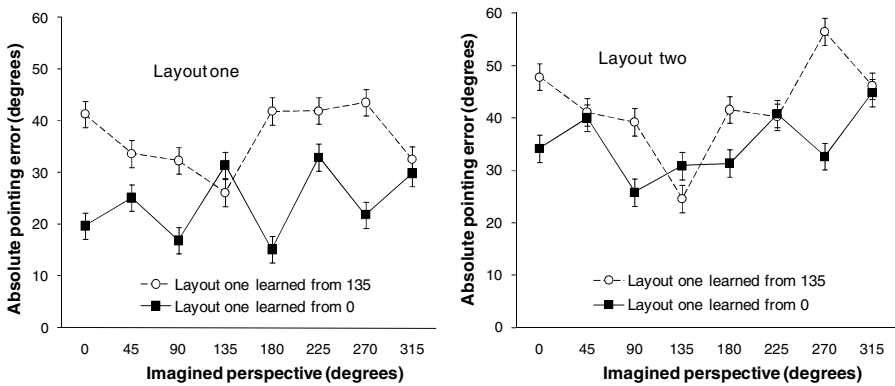 Absolute pointing error (degrees)
60
50
40
30
20
10
0
Layout one
Layout one learned from 135
Layout one learned from 0
0 45 90 135 180 225 270 315
Imagined perspective (degrees)
Absolute pointing error (degrees)
60
50
40
30
20
10
0
Layout two
Layout one learned from 135
Layout one learned from 0
0 45 90 135 180 225 270 315
Imagined perspective (degrees)